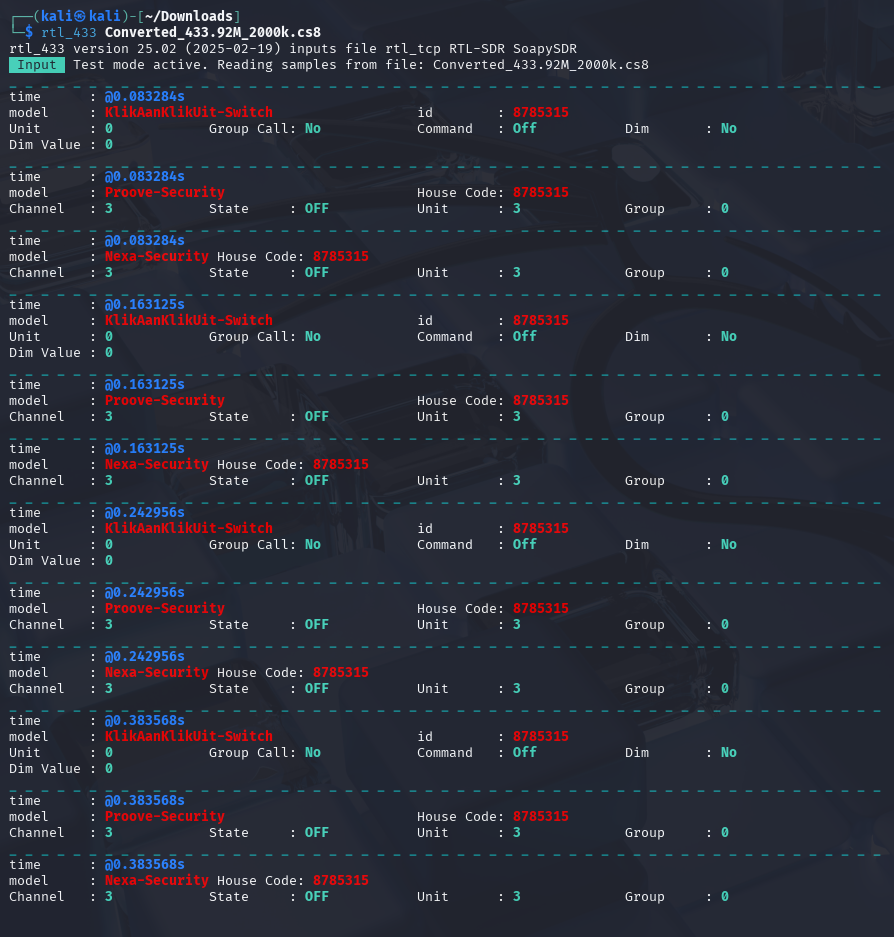 ┌──(kali㉿kali)-[~/Downloads]
└─$ rtl_433 Converted_433.92M_2000k.cs8
rtl_433 version 25.02 (2025-02-19) inputs file rtl_tcp RTL-SDR SoapySDR
Input Test mode active. Reading samples from file: Converted_433.92M_2000k.cs8
time : @0.083284s
model : KlikAanKlikUit-Switch id : 8785315
Unit : 0 Group Call: No Command : Off Dim : No
Dim Value : 0
time : @0.083284s
model : Proove-Security House Code: 8785315
Channel : 3 State : OFF Unit : 3 Group : 0
time : @0.083284s
model : Nexa-Security House Code: 8785315
Channel : 3 State : OFF Unit : 3 Group : 0
time : @0.163125s
model : KlikAanKlikUit-Switch id : 8785315
Unit : 0 Group Call: No Command : Off Dim : No
Dim Value : 0
time : @0.163125s
model : Proove-Security House Code: 8785315
Channel : 3 State : OFF Unit : 3 Group : 0
time : @0.163125s
model : Nexa-Security House Code: 8785315
Channel : 3 State : OFF Unit : 3 Group : 0
time : @0.242956s
model : KlikAanKlikUit-Switch id : 8785315
Unit : 0 Group Call: No Command : Off Dim : No
Dim Value : 0
time : @0.242956s
model : Proove-Security House Code: 8785315
Channel : 3 State : OFF Unit : 3 Group : 0
time : @0.242956s
model : Nexa-Security House Code: 8785315
Channel : 3 State : OFF Unit : 3 Group : 0
time : @0.383568s
model : KlikAanKlikUit-Switch id : 8785315
Unit : 0 Group Call: No Command : Off Dim : No
Dim Value : 0
time : @0.383568s
model : Proove-Security House Code: 8785315
Channel : 3 State : OFF Unit : 3 Group : 0
time : @0.383568s
model : Nexa-Security House Code: 8785315
Channel : 3 State : OFF Unit : 3 Group : 0